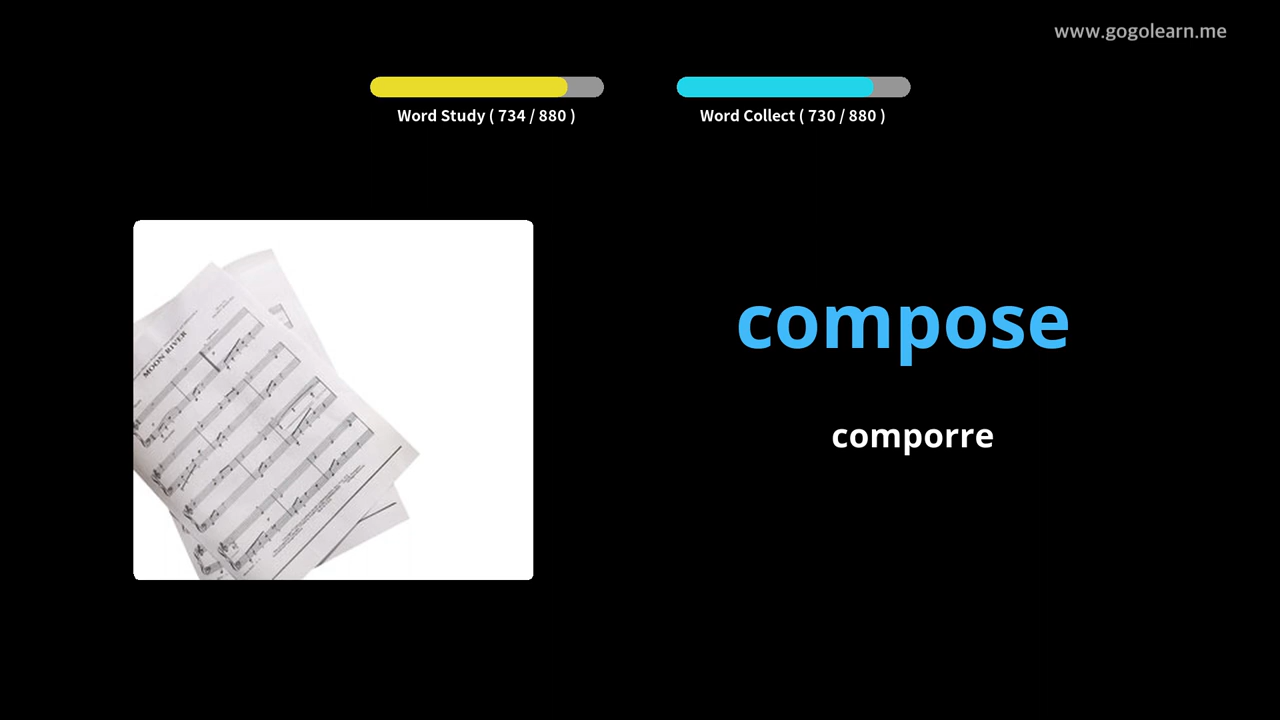 www.gogolearn.me
Word Study ( 734 / 880 )
Word Collect ( 730 / 880 )
MOON RIVER
compose
comporre